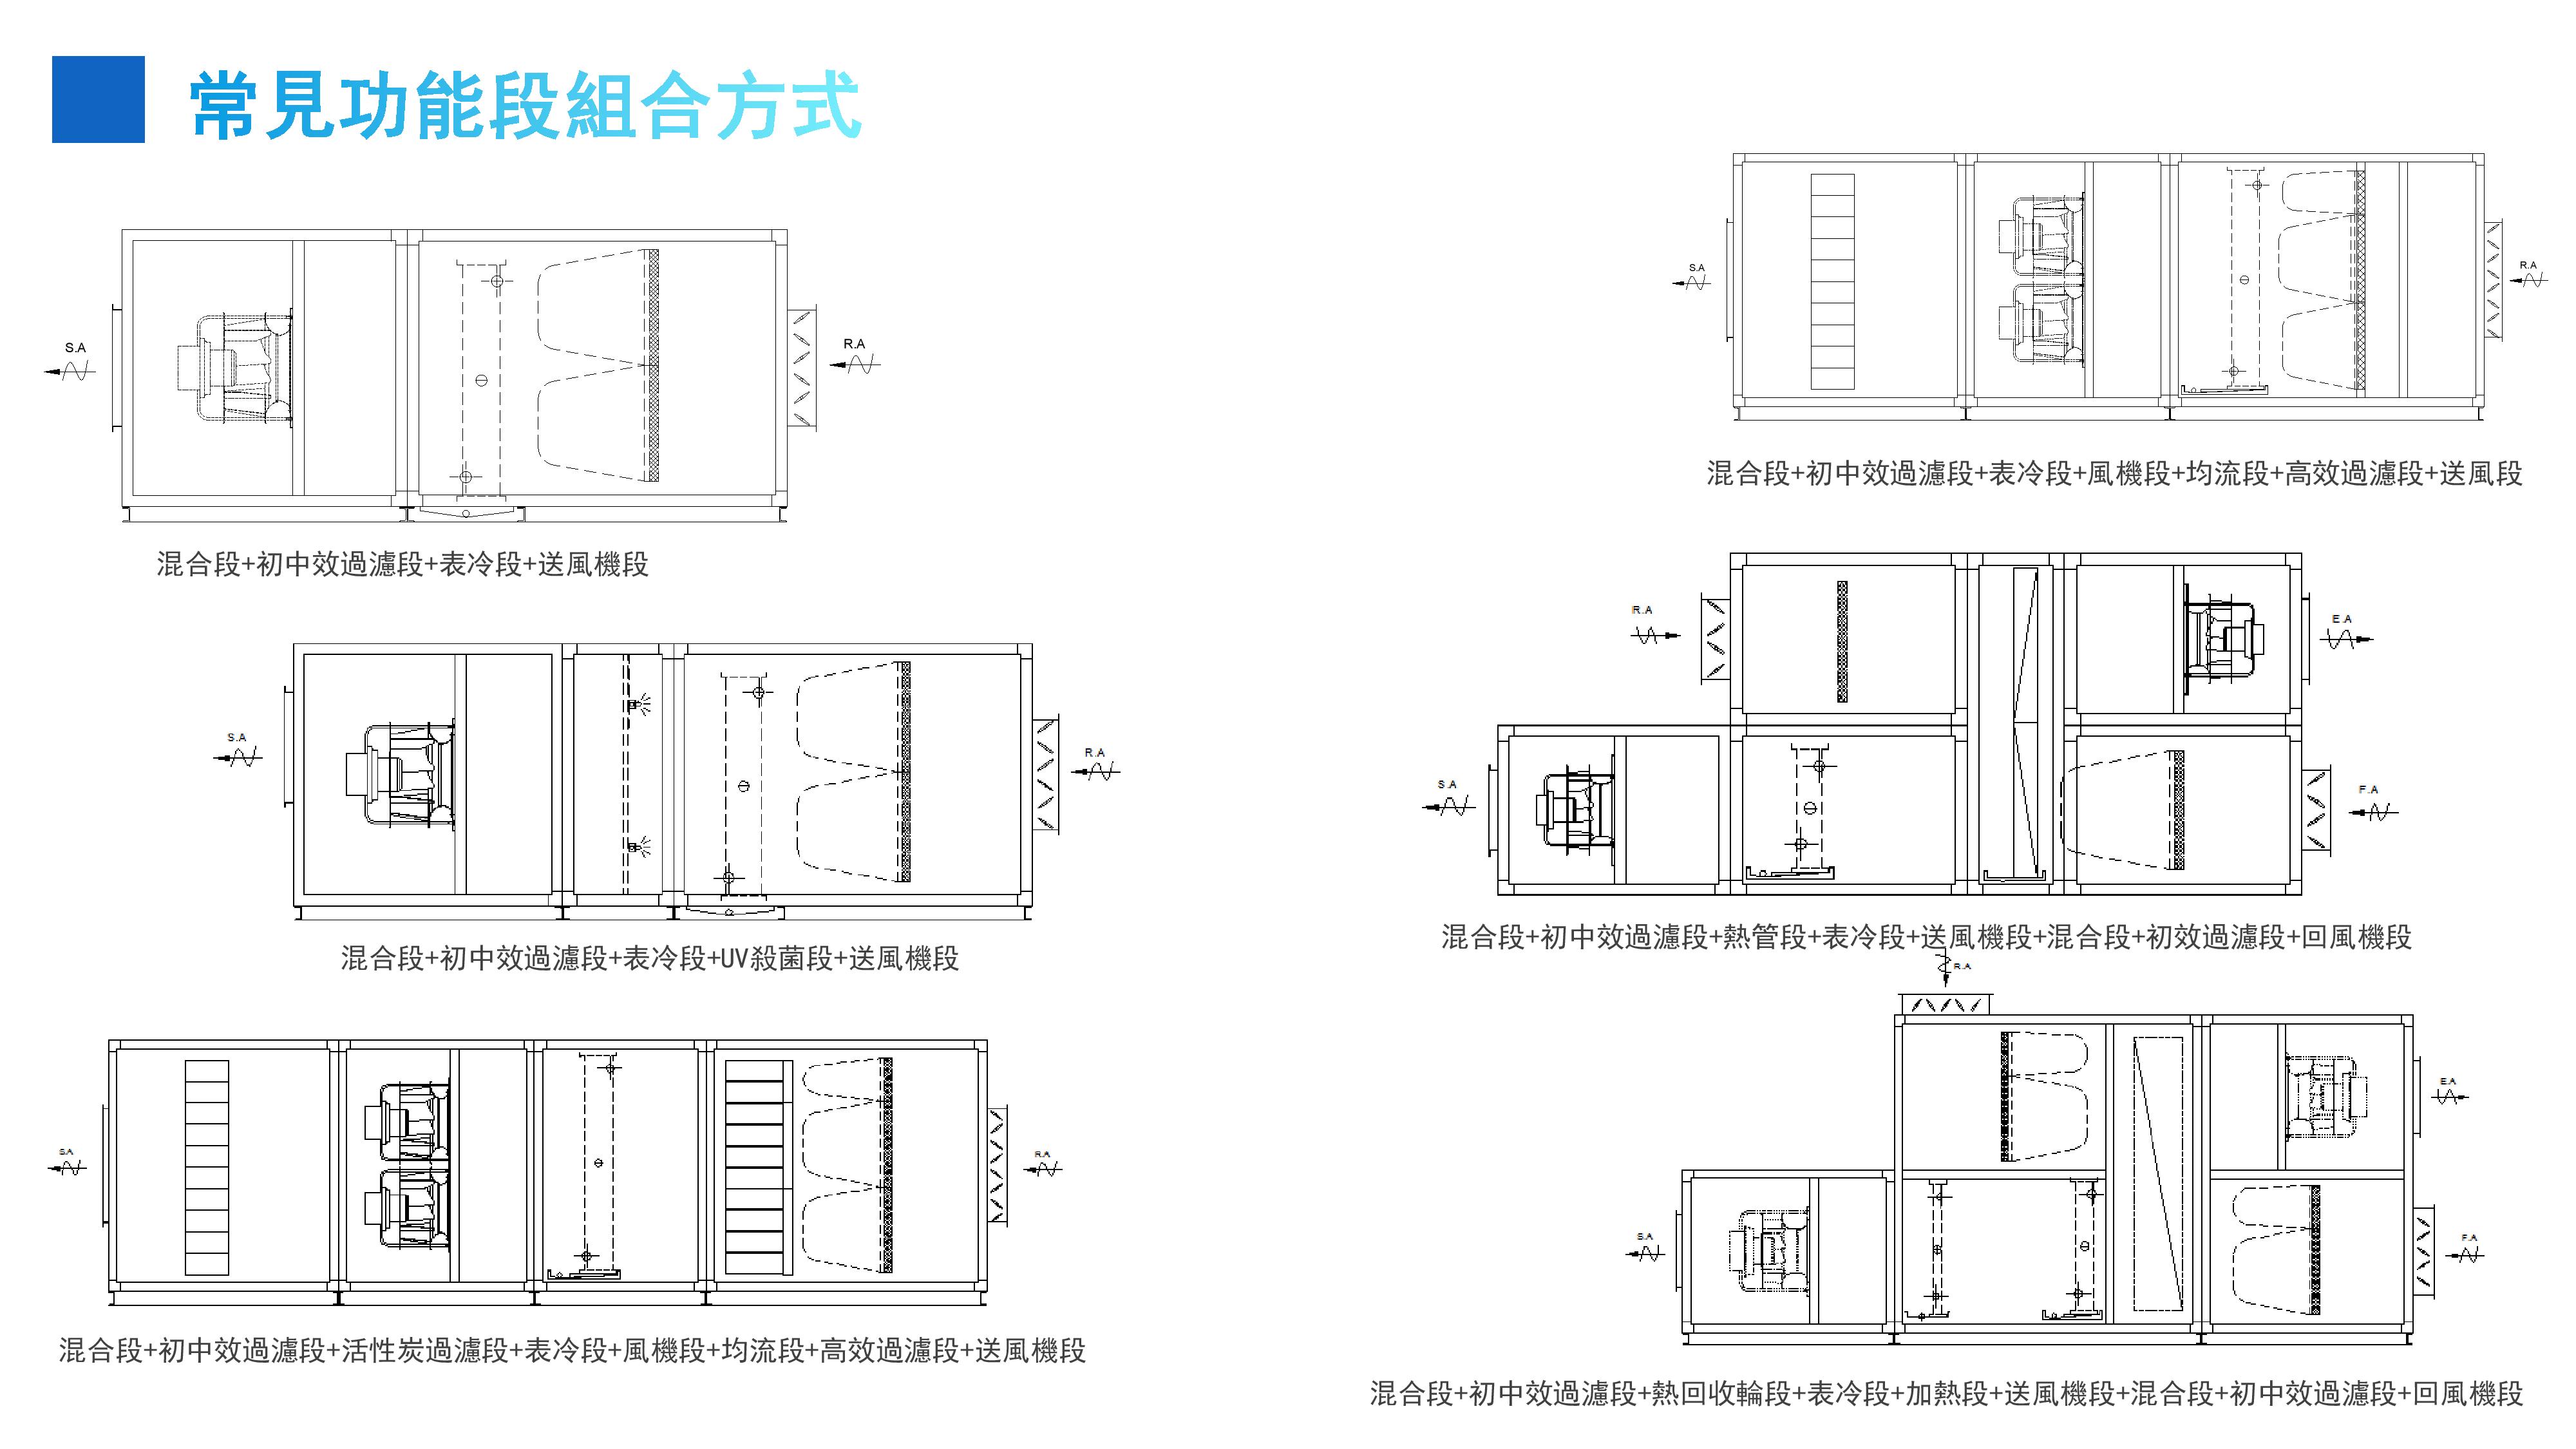 常見功能段組合方式
S.A
R.A
混合段+初中效過濾段+表冷段+送風機段
S.A
R.A
混合段+初中效過濾段+表冷段+UV殺菌段+送風機段
S.A
R.A
混合段+初中效過濾段+活性炭過濾段+表冷段+風機段+均流段+高效過濾段+送風機段
S.A
R.A
混合段+初中效過濾段+表冷段+風機段+均流段+高效過濾段+送風段
R.A
E.A
S.A
F.A
混合段+初中效過濾段+熱管段+表冷段+送風機段+混合段+初效過濾段+回風機段
R.A
E.A
S.A
F.A
混合段+初中效過濾段+熱回收輪段+表冷段+加熱段+送風機段+混合段+初中效過濾段+回風機段